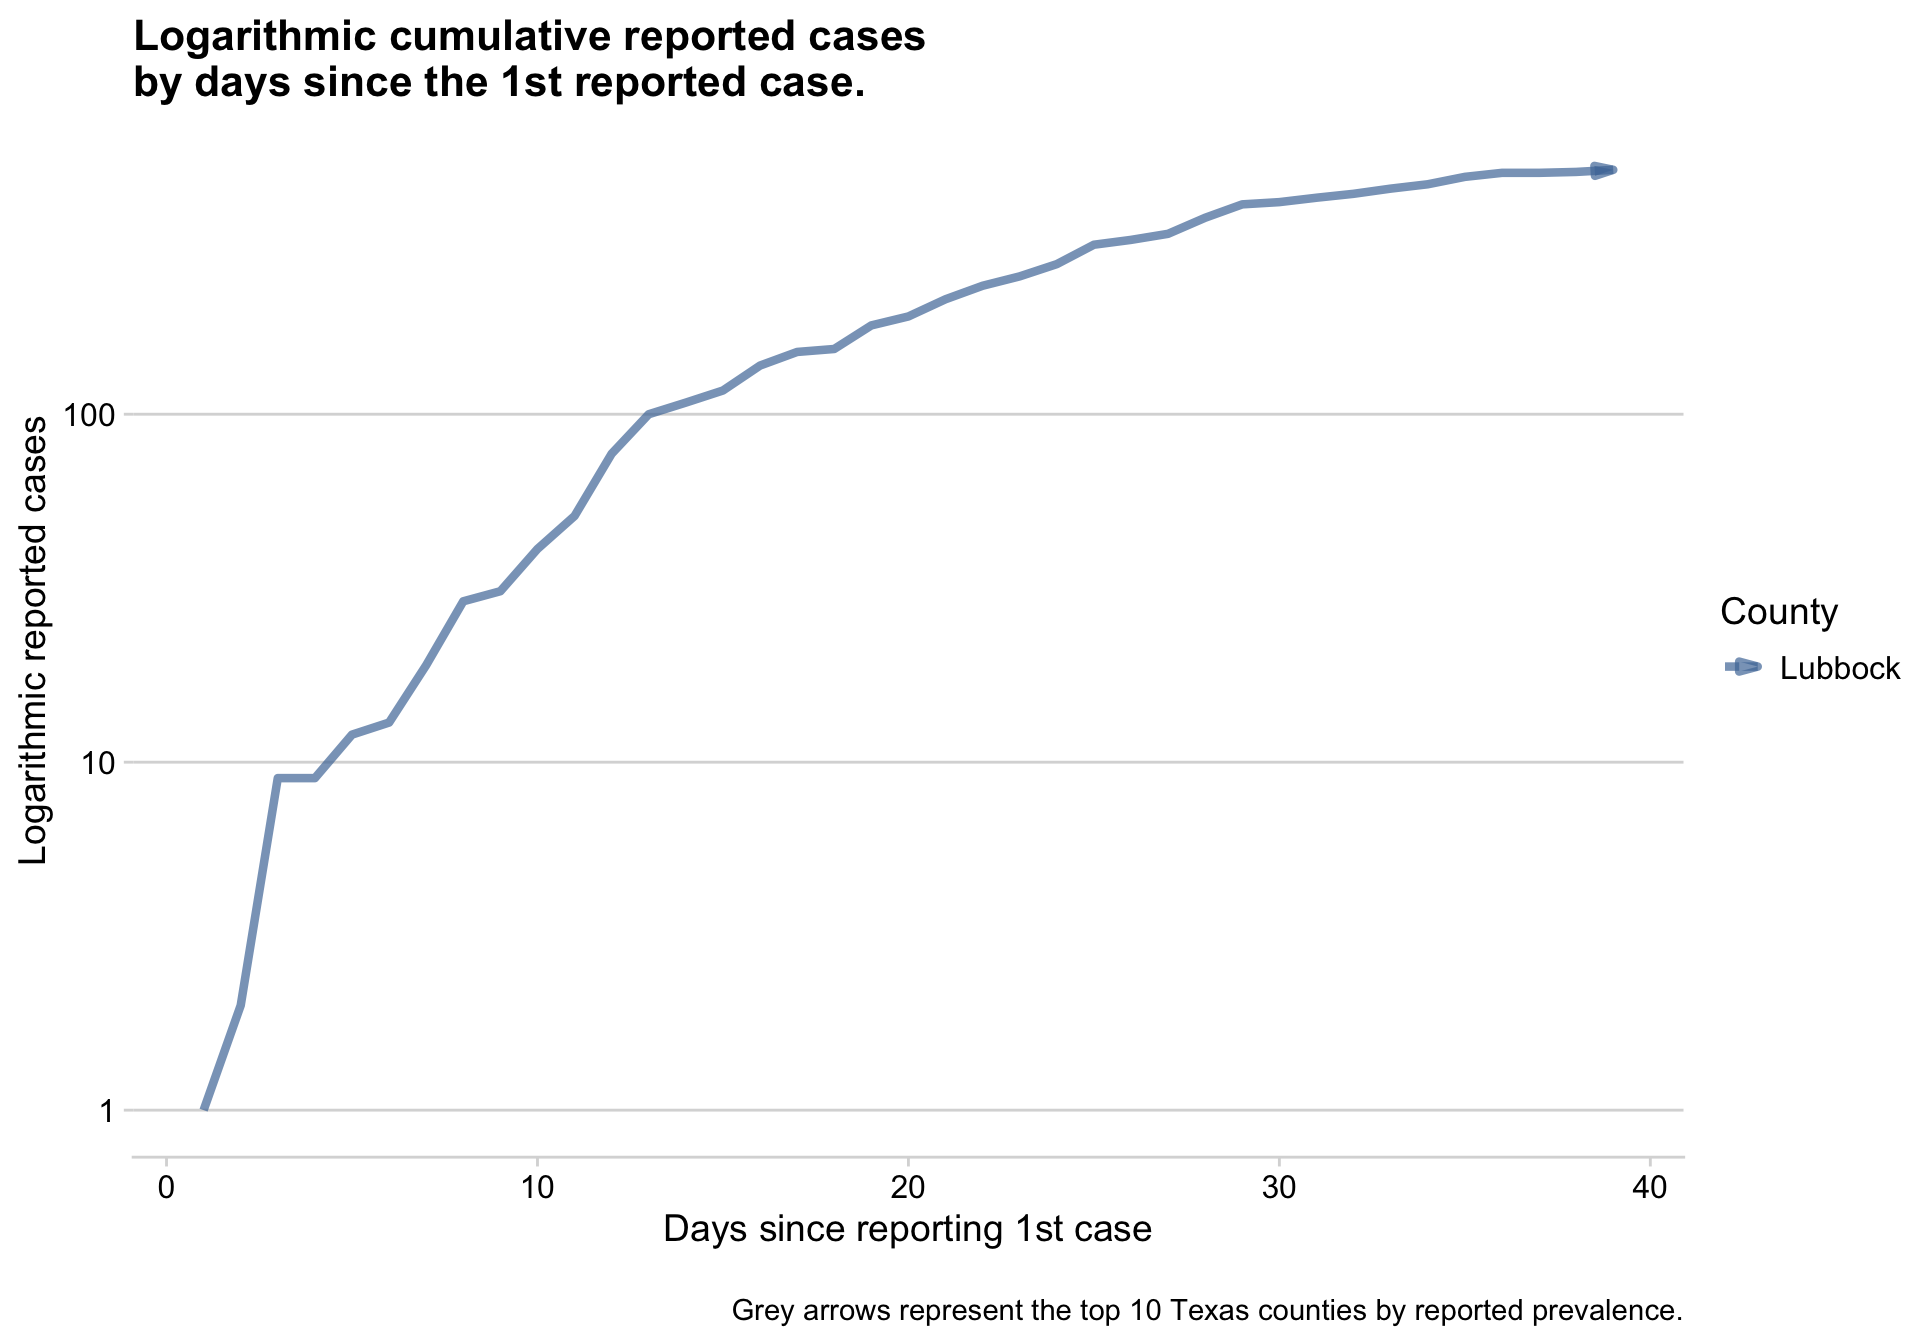 Logarithmic cumulative reported cases
by days since the 1st reported case.
Logarithmic reported cases
100
10
1
0
10
20
30
40
Days since reporting 1st case
County
Lubbock
Grey arrows represent the top 10 Texas counties by reported prevalence.